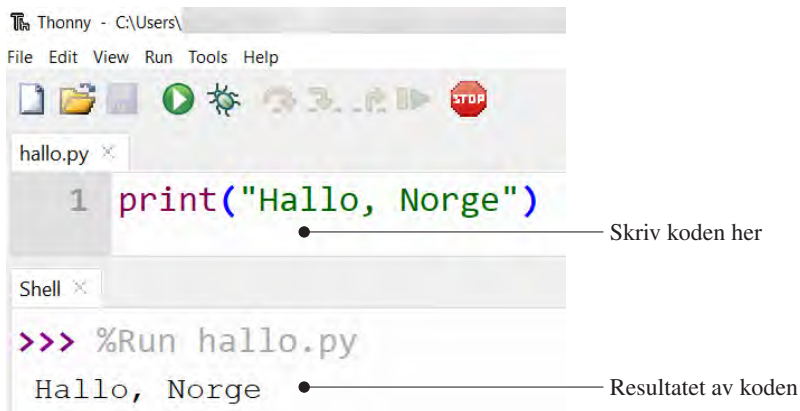 Thonny - C:\Users\
File Edit View Run Tools Help
STOP
hallo.py
1 print("Hallo, Norge")
Skriv koden her
Shell
>>> %Run hallo.py
Hallo, Norge
Resultatet av koden